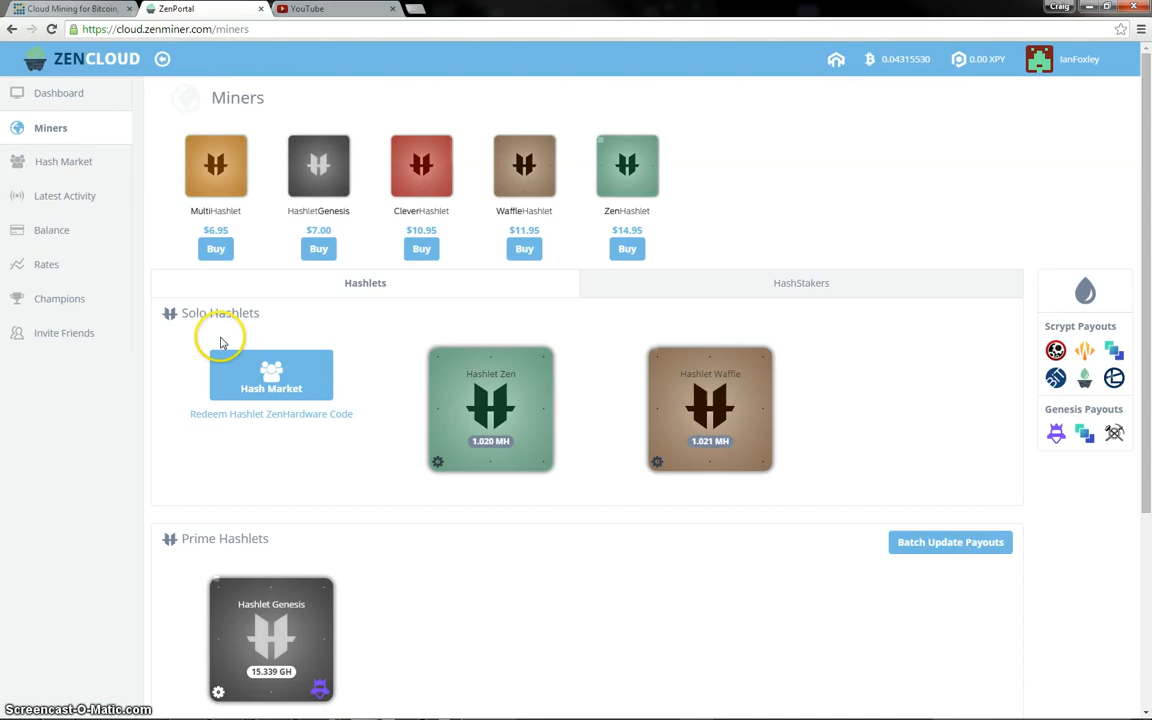 Cloud Mining for Bitcoin,
ZenPortal
YouTube
Craig
https://cloud.zenminer.com/miners
ZENCLOUD
0.04315530
0.00 XPY
IanFoxley
Dashboard
Miners
Hash Market
Latest Activity
Balance
Rates
Champions
Invite Friends
Miners
MultiHashlet
HashletGenesis
CleverHashlet
WaffleHashlet
ZenHashlet
$6.95
$7.00
$10.95
$11.95
$14.95
Buy
Buy
Buy
Buy
Buy
Hashlets
HashStakers
Solo Hashlets
Hash Market
Redeem Hashlet ZenHardware Code
Hashlet Zen
1.020 MH
Hashlet Waffle
1.021 MH
Scrypt Payouts
Genesis Payouts
Prime Hashlets
Batch Update Payouts
Hashlet Genesis
15.339 GH
Screencast-O-Matic.com